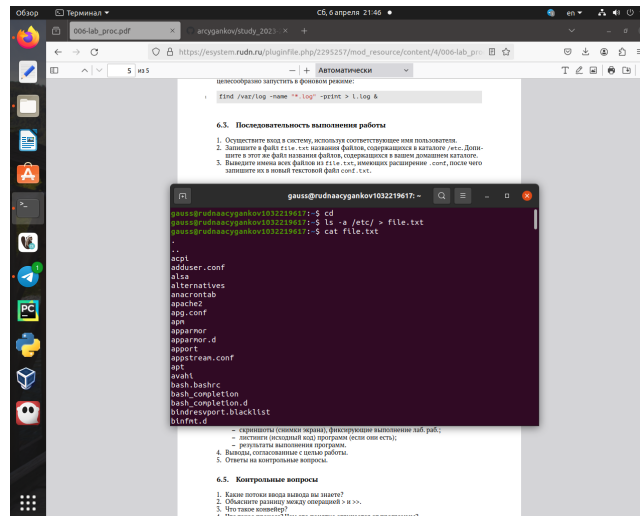 Обзор
Терминал
Сб, 6 апреля 21:46
en
006-lab_proc.pdf
arcygankov/study_2023-
https://esystem.rudn.ru/pluginfile.php/2295257/mod_resource/content/4/006-lab_pro
5 из 5
Автоматически
целесообразно запустить в фоновом режиме:
1 find /var/log -name "*.log" -print > l.log &
6.3. Последовательность выполнения работы
1. Осуществите вход в систему, используя соответствующее имя пользователя.
2. Запишите в файл file.txt названия файлов, содержащихся в каталоге /etc. Допи-
шите в этот же файл названия файлов, содержащихся в вашем домашнем каталоге.
3. Выведите имена всех файлов из file.txt, имеющих расширение .conf, после чего
запишите их в новый текстовой файл conf.txt.
gauss@rudnaacygankov1032219617: ~
gauss@rudnaacygankov1032219617:~$ cd
gauss@rudnaacygankov1032219617:~$ ls -a /etc/ > file.txt
gauss@rudnaacygankov1032219617:~$ cat file.txt
.
..
acpi
adduser.conf
alsa
alternatives
anacrontab
apache2
apg.conf
apm
apparmor
apparmor.d
apport
appstream.conf
apt
avahi
bash.bashrc
bash_completion
bash_completion.d
bindresvport.blacklist
binfmt.d
– скриншоты (снимки экрана), фиксирующие выполнение лаб. раб.;
– листинги (исходный код) программ (если они есть);
– результаты выполнения программ.
4. Выводы, согласованные с целью работы.
5. Ответы на контрольные вопросы.
6.5. Контрольные вопросы
1. Какие потоки ввода вывода вы знаете?
2. Объясните разницу между операцией > и >>.
3. Что такое конвейер?